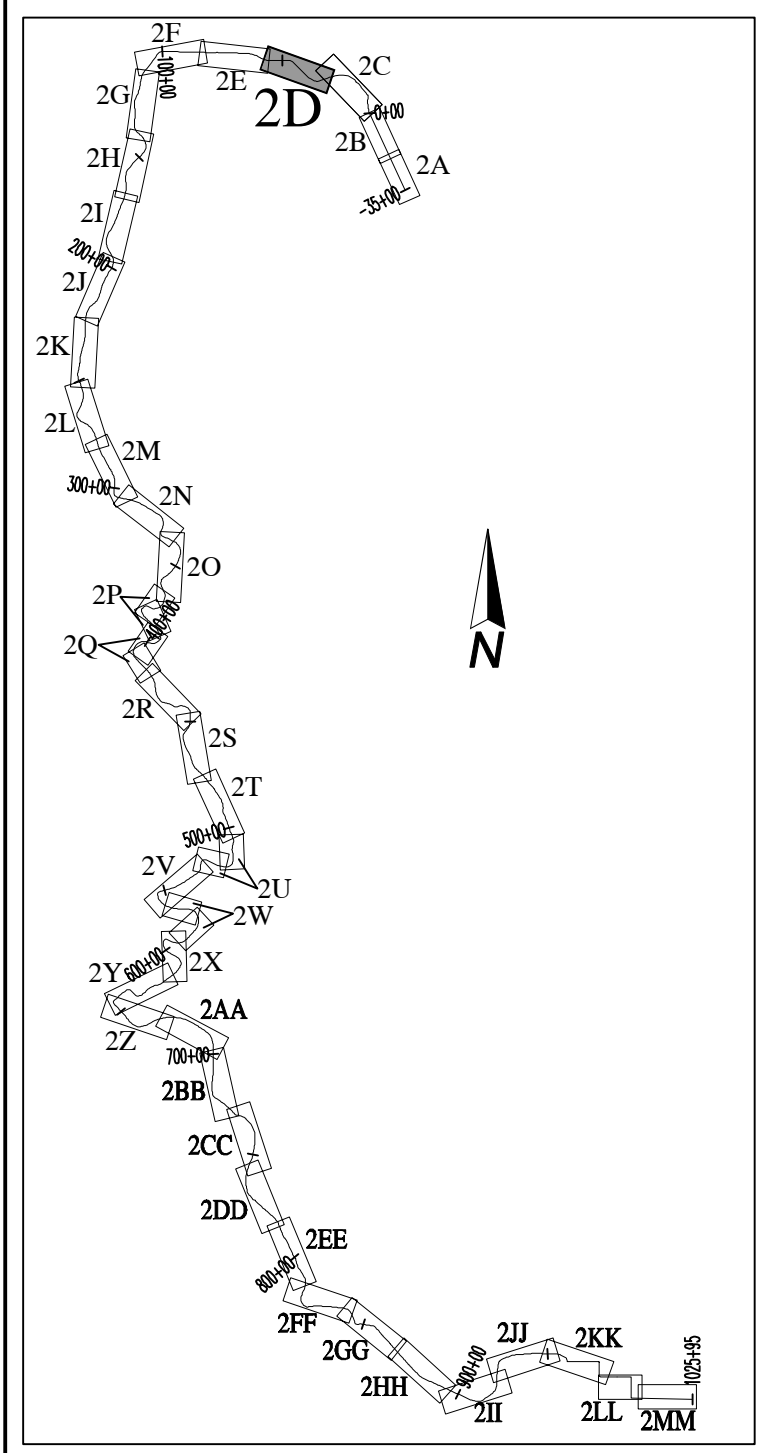 2F
2C
2E
100+00
2G
2D
0+00
2B
2H
2A
-35+00
2I
200+00
2J
2K
2L
2M
300+00
2N
2O
2P
400+00
2Q
N
2R
2S
2T
500+00
2V
2U
2W
2X
600+00
2Y
2AA
2Z
700+00
2BB
2CC
2DD
2EE
800+00
2FF
2GG
2JJ
2KK
1025+95
900+00
2HH
2II
2LL
2MM